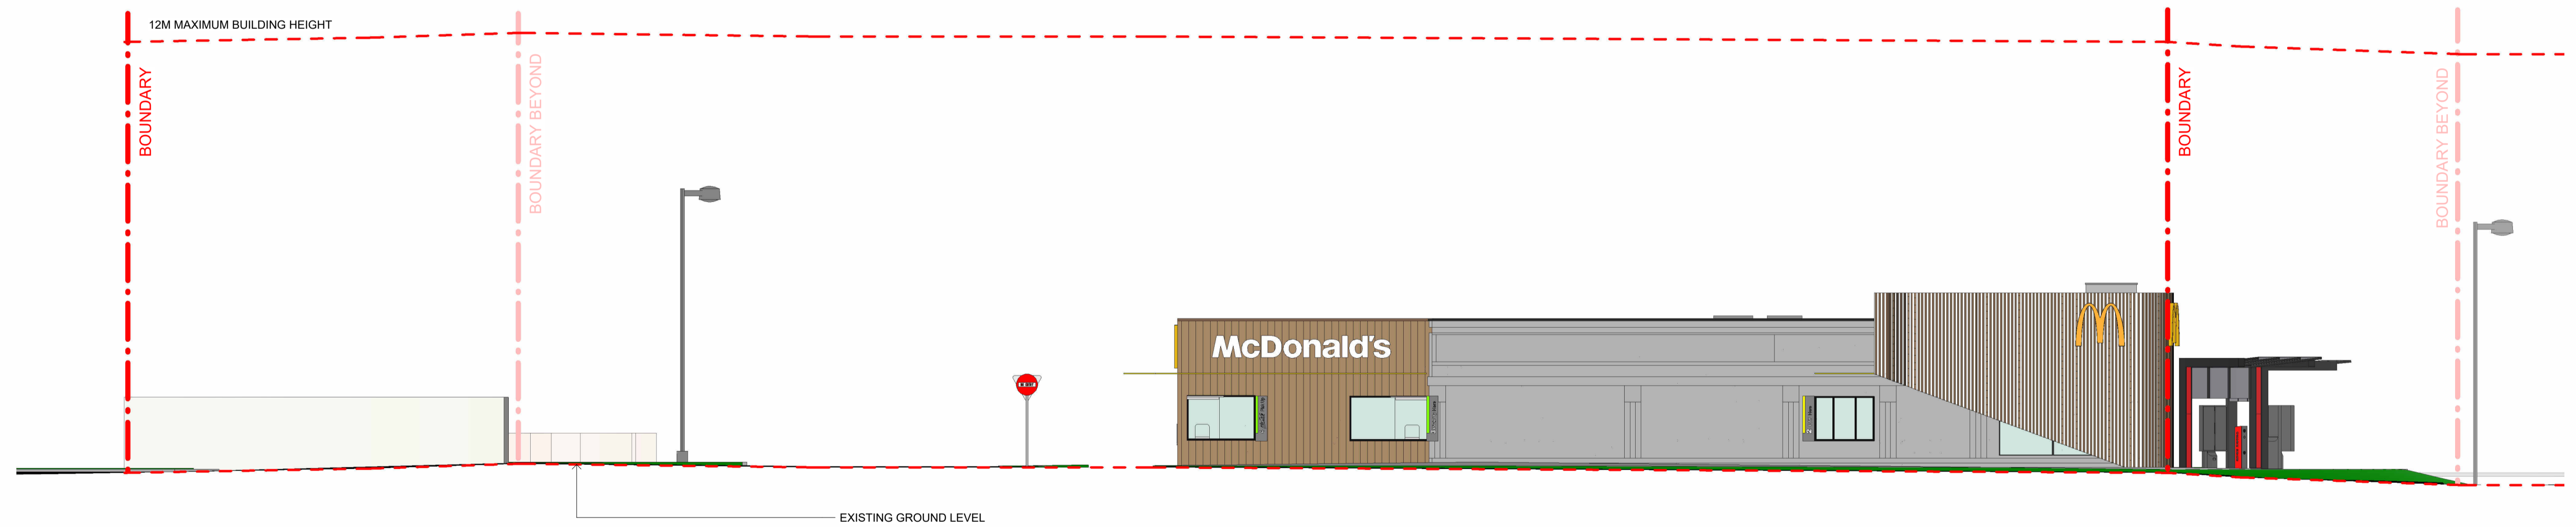 12M MAXIMUM BUILDING HEIGHT
BOUNDARY
BOUNDARY BEYOND
BOUNDARY
BOUNDARY BEYOND
McDonald's
EXISTING GROUND LEVEL